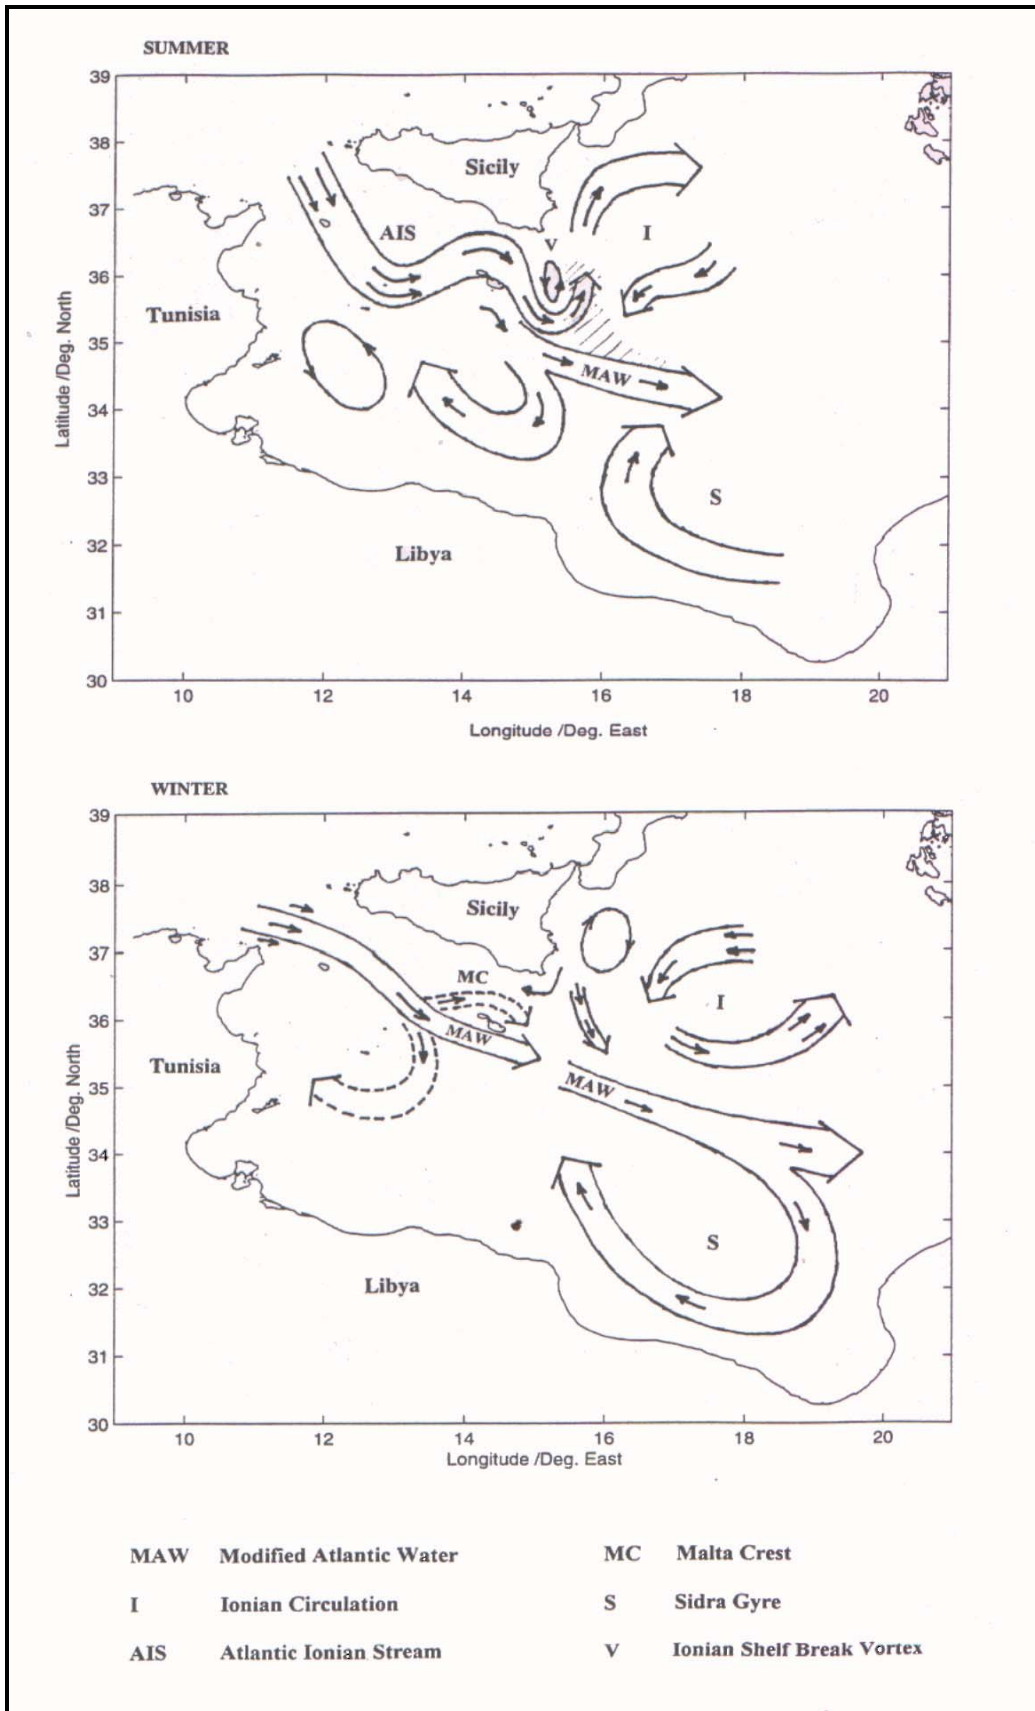 SUMMER
39
38
37
36
35
34
33
32
31
30
Latitude /Deg. North
Sicily
AIS
V
I
Tunisia
MAW
S
Libya
10 12 14 16 18 20
Longitude /Deg. East
WINTER
39
38
37
36
35
34
33
32
31
30
Latitude /Deg. North
Sicily
MC
I
MAW
Tunisia
MAW
S
Libya
10 12 14 16 18 20
Longitude /Deg. East
MAW Modified Atlantic Water MC Malta Crest
I Ionian Circulation S Sidra Gyre
AIS Atlantic Ionian Stream V Ionian Shelf Break Vortex